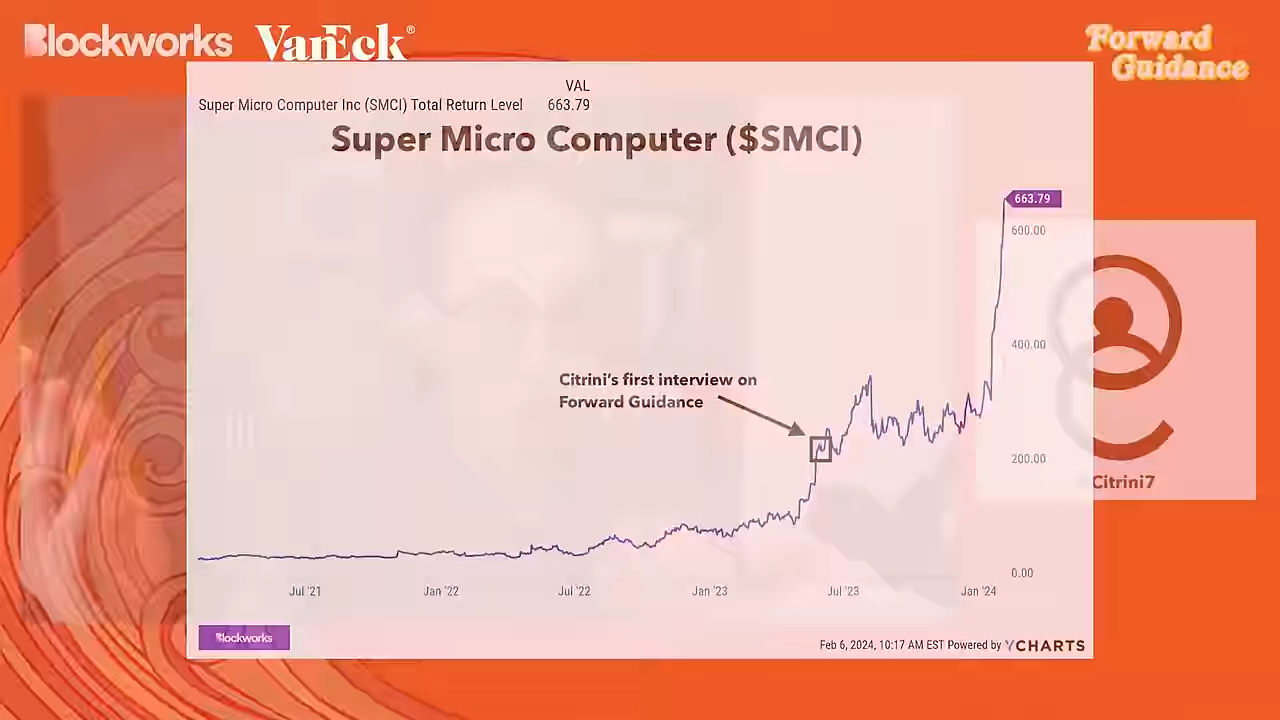 Blockworks VanEck®
Forward
Guidance
VAL
Super Micro Computer Inc (SMCI) Total Return Level 663.79
Super Micro Computer ($SMCI)
663.79
600.00
400.00
Citrini's first interview on
Forward Guidance
200.00
Citrini7
0.00
Jul '21 Jan '22 Jul '22 Jan '23 Jul '23 Jan '24
Blockworks
Feb 6, 2024, 10:17 AM EST Powered by YCHARTS